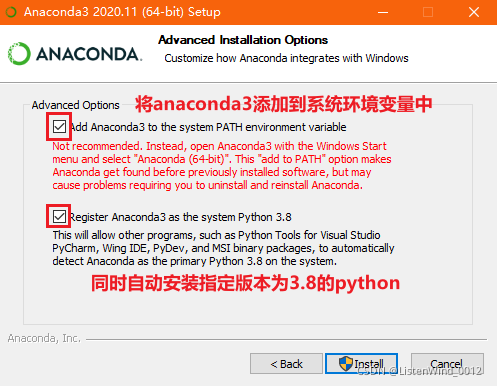 Anaconda3 2020.11 (64-bit) Setup
ANACONDA.
Advanced Installation Options
Customize how Anaconda integrates with Windows
Advanced Options
将anaconda3添加到系统环境变量中
Add Anaconda3 to the system PATH environment variable
Not recommended. Instead, open Anaconda3 with the Windows Start
menu and select "Anaconda (64-bit)". This "add to PATH" option makes
Anaconda get found before previously installed software, but may
cause problems requiring you to uninstall and reinstall Anaconda.
Register Anaconda3 as the system Python 3.8
This will allow other programs, such as Python Tools for Visual Studio
PyCharm, Wing IDE, PyDev, and MSI binary packages, to automatically
detect Anaconda as the primary Python 3.8 on the system.
同时自动安装指定版本为3.8的python
Anaconda, Inc.
< Back
Install
Cancel
CSDN @ListenWind_0012